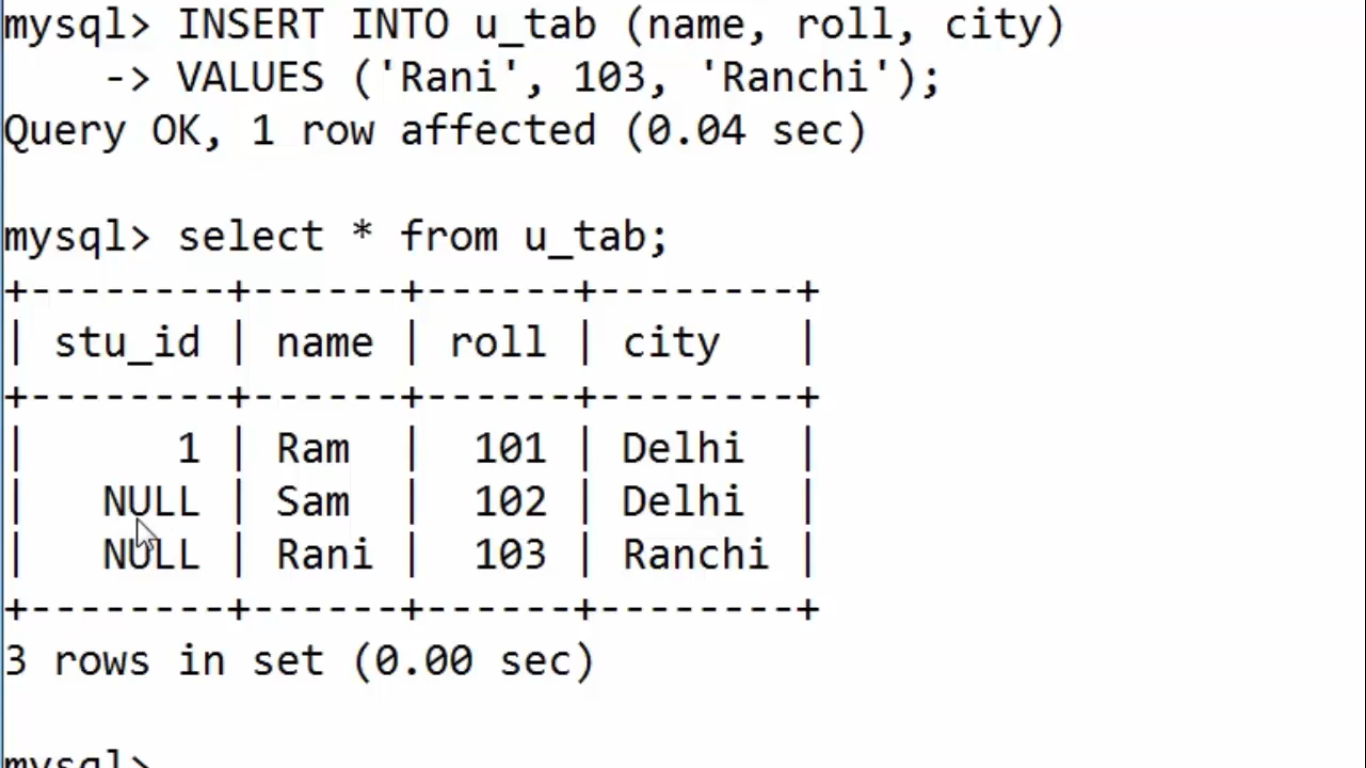 mysql> INSERT INTO u_tab (name, roll, city)
    -> VALUES ('Rani', 103, 'Ranchi');
Query OK, 1 row affected (0.04 sec)

mysql> select * from u_tab;
+--------+------+------+--------+
| stu_id | name | roll | city   |
+--------+------+------+--------+
|      1 | Ram  |  101 | Delhi  |
|   NULL | Sam  |  102 | Delhi  |
|   NULL | Rani |  103 | Ranchi |
+--------+------+------+--------+
3 rows in set (0.00 sec)

mysql>